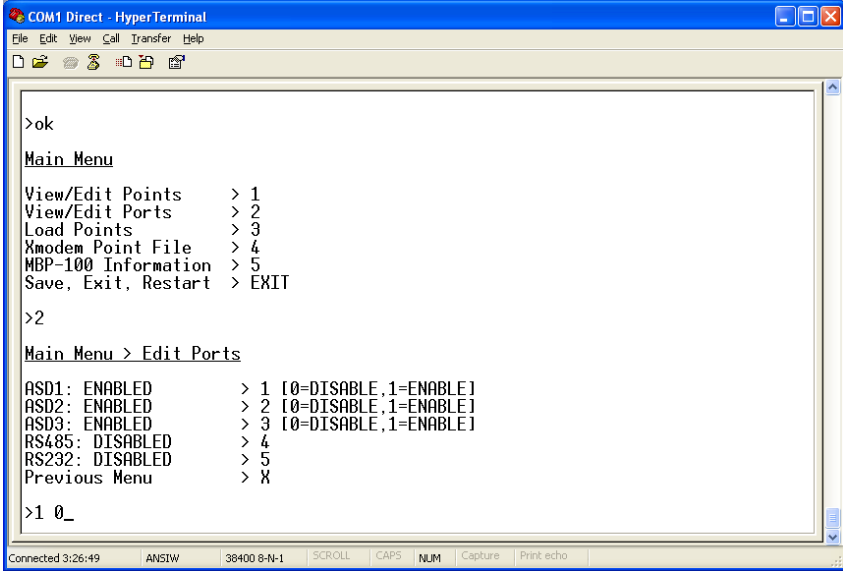 COM1 Direct - HyperTerminal
File Edit View Call Transfer Help
>ok
Main Menu
View/Edit Points > 1
View/Edit Ports > 2
Load Points > 3
Xmodem Point File > 4
MBP-100 Information > 5
Save, Exit, Restart > EXIT
>2
Main Menu > Edit Ports
ASD1: ENABLED > 1 [0=DISABLE,1=ENABLE]
ASD2: ENABLED > 2 [0=DISABLE,1=ENABLE]
ASD3: ENABLED > 3 [0=DISABLE,1=ENABLE]
RS485: DISABLED > 4
RS232: DISABLED > 5
Previous Menu > X
>1 0_
Connected 3:26:49 ANSIW 38400 8-N-1 SCROLL CAPS NUM Capture Print echo